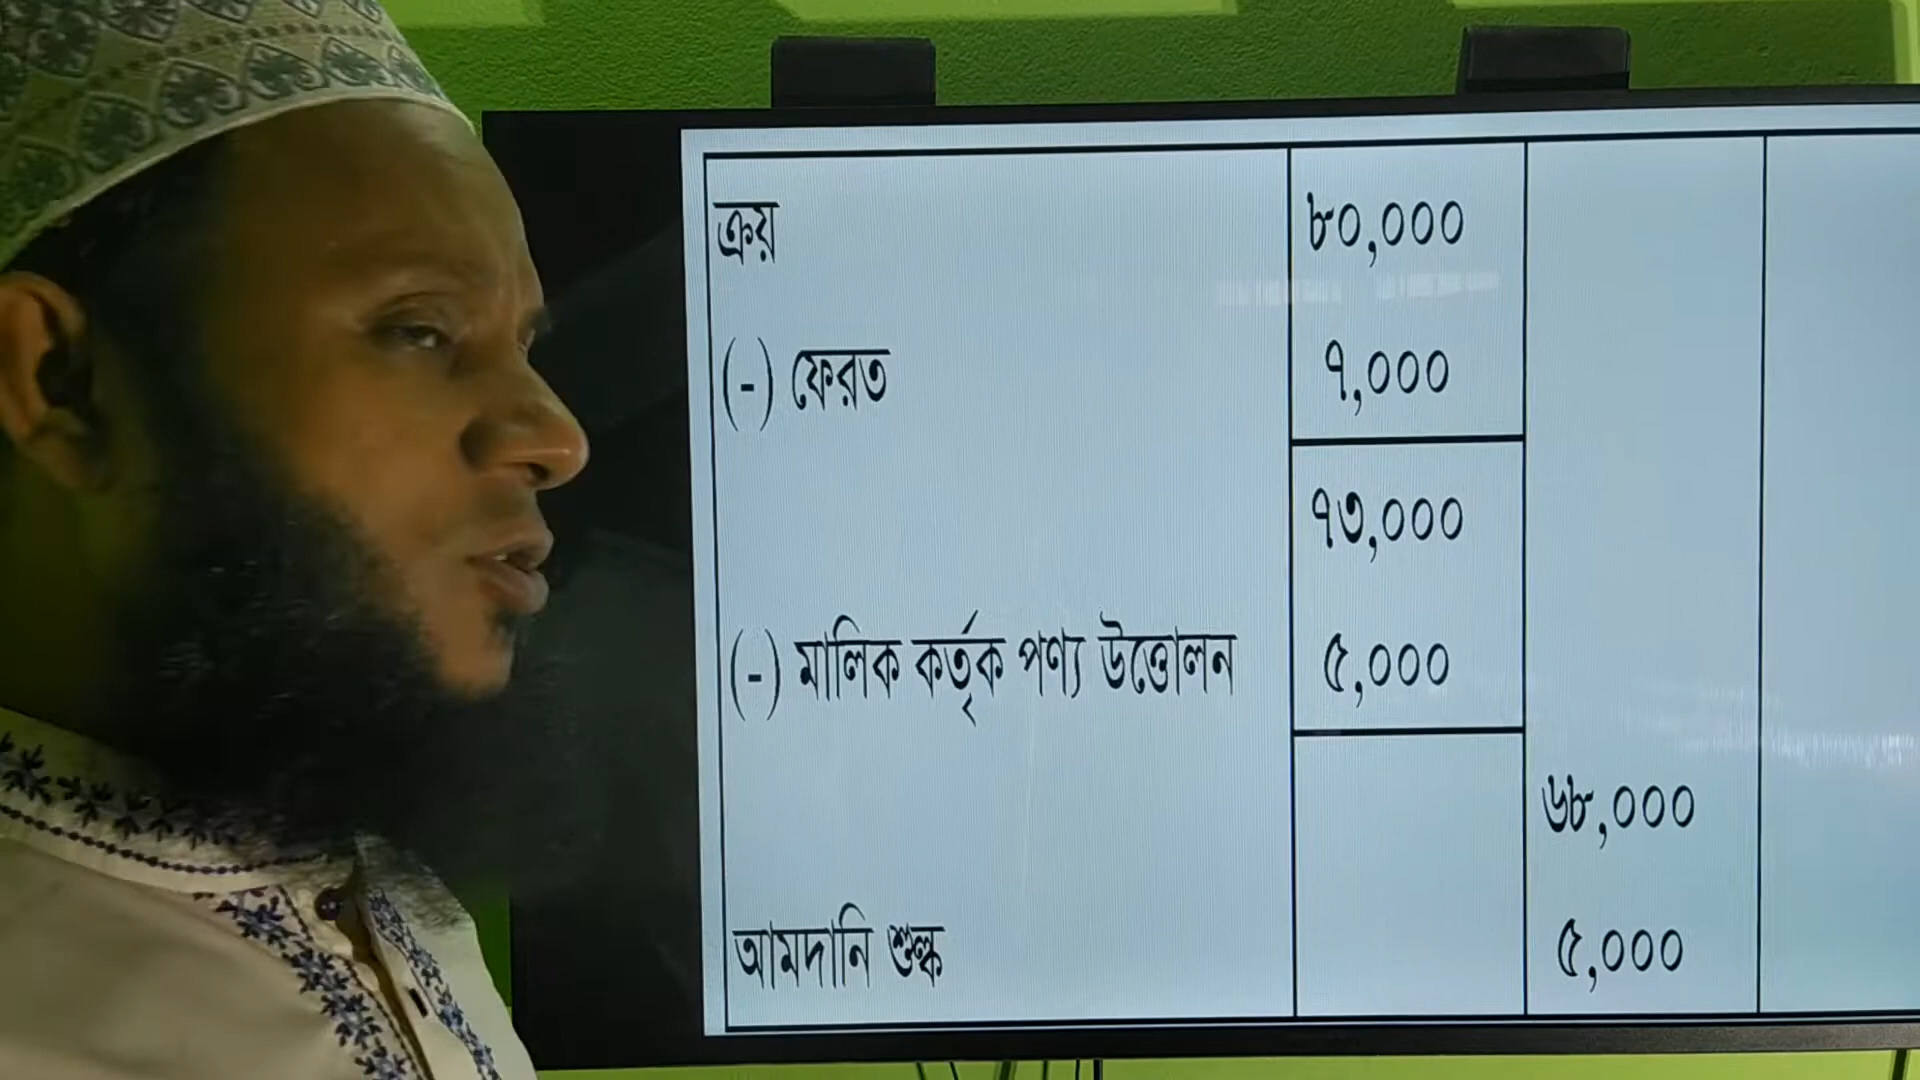 ক্রয় ৮০,০০০
(-) ফেরত ৭,০০০
৭৩,০০০
(-) মালিক কর্তৃক পণ্য উত্তোলন ৫,০০০
৬৮,০০০
আমদানি শুল্ক ৫,০০০